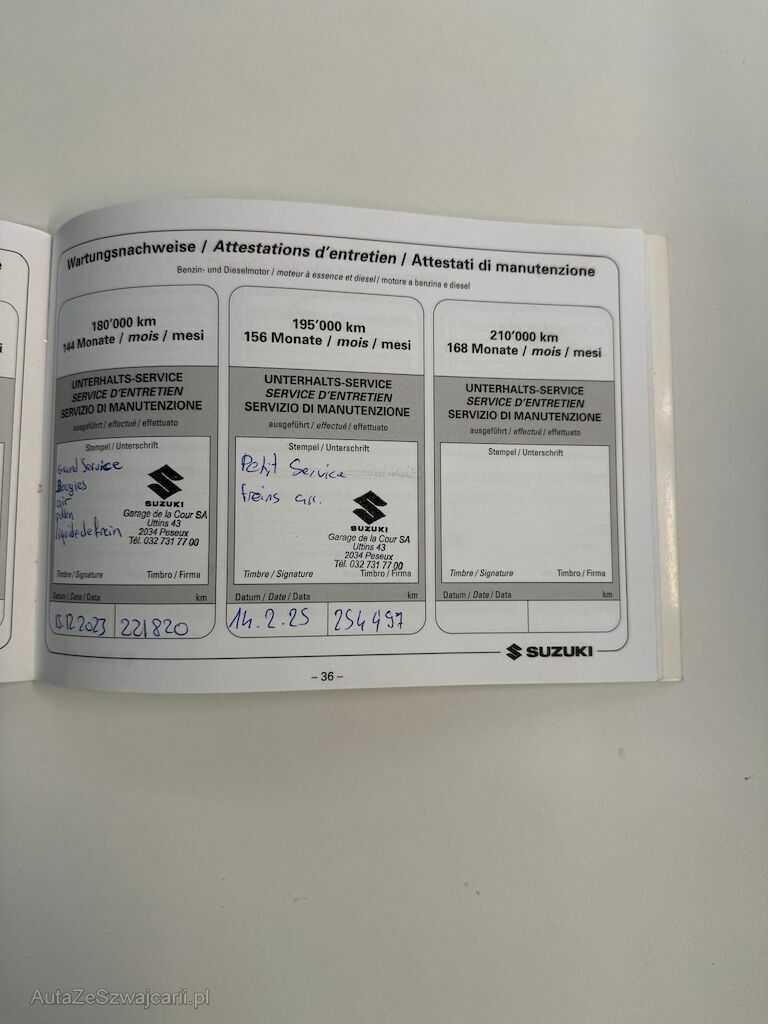 Wartungsnachweise / Attestations d'entretien / Attestati di manutenzione
Benzin- und Dieselmotor / moteur à essence et diesel / motore a benzina e diesel
180'000 km
144 Monate / mois / mesi
UNTERHALTS-SERVICE
SERVICE D'ENTRETIEN
SERVIZIO DI MANUTENZIONE
ausgeführt / effectué / effettuato
Stempel / Unterschrift
Grand Service
Bougies
air
pollen
liquide de frein
SUZUKI
Garage de la Cour SA
Uttins 43
2034 Peseux
Tél. 032 731 77 00
Timbre / Signature Timbro / Firma
Datum / Date / Data km
15.12.2023 221820
195'000 km
156 Monate / mois / mesi
UNTERHALTS-SERVICE
SERVICE D'ENTRETIEN
SERVIZIO DI MANUTENZIONE
ausgeführt / effectué / effettuato
Stempel / Unterschrift
Petit Service
freins
SUZUKI
Garage de la Cour SA
Uttins 43
2034 Peseux
Tél. 032 731 77 00
Timbre / Signature Timbro / Firma
Datum / Date / Data km
14.2.25 254497
210'000 km
168 Monate / mois / mesi
UNTERHALTS-SERVICE
SERVICE D'ENTRETIEN
SERVIZIO DI MANUTENZIONE
ausgeführt / effectué / effettuato
Stempel / Unterschrift
Timbre / Signature Timbro / Firma
Datum / Date / Data km
SUZUKI
– 36 –
AutaZeSzwajcarii.pl